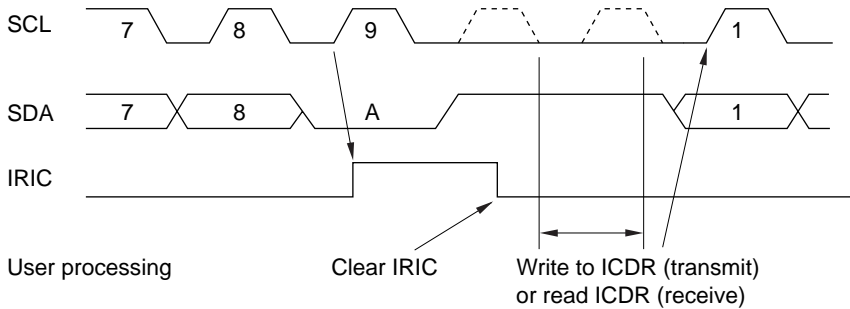 SCL 7 8 9 1
SDA 7 8 A 1
IRIC
User processing Clear IRIC Write to ICDR (transmit)
or read ICDR (receive)